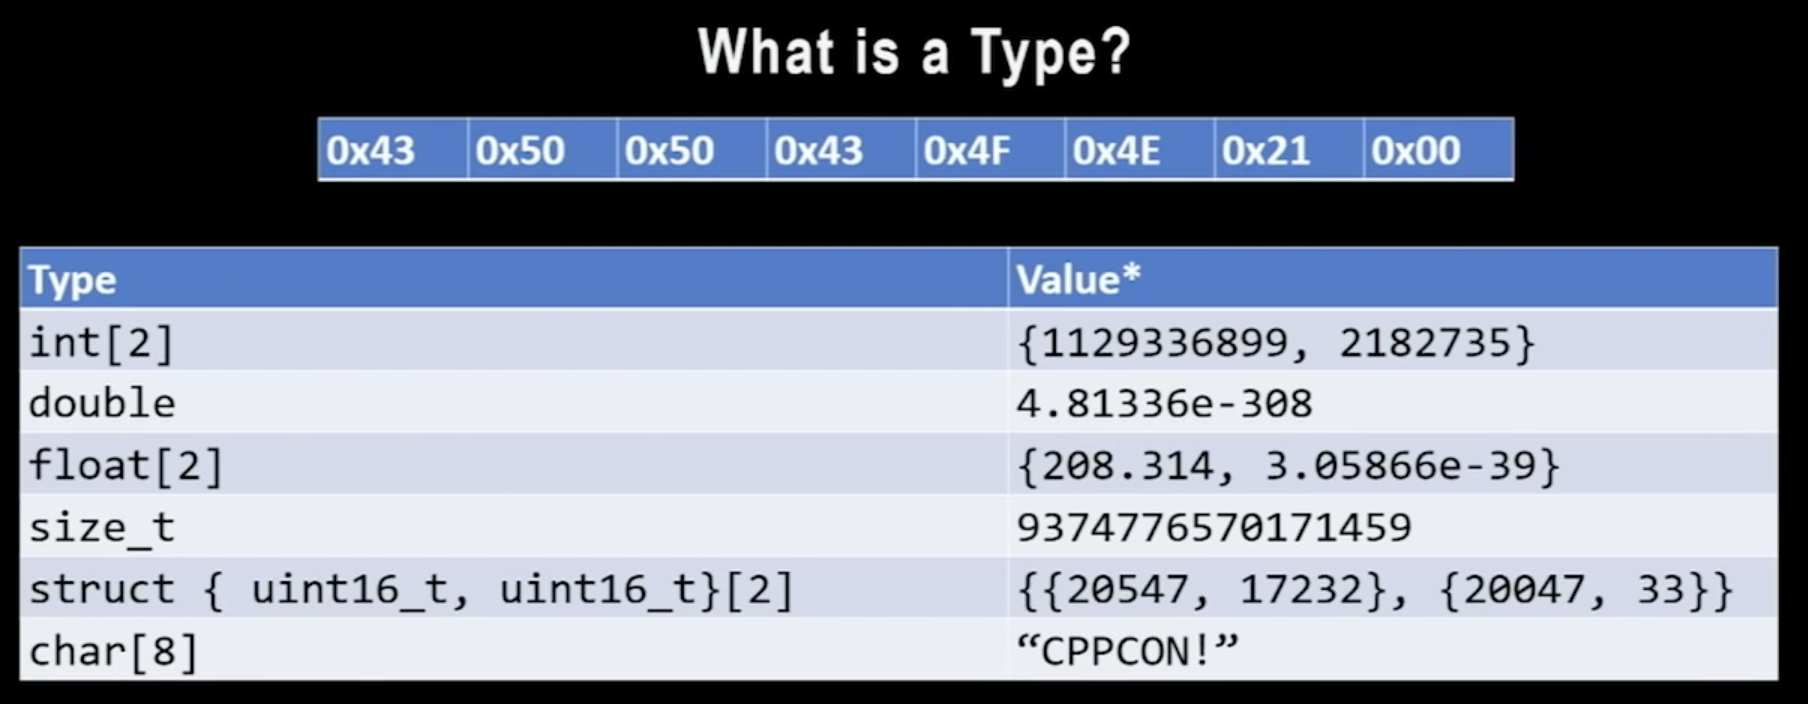 What is a Type?
0x43 0x50 0x50 0x43 0x4F 0x4E 0x21 0x00
Type Value*
int[2] {1129336899, 2182735}
double 4.81336e-308
float[2] {208.314, 3.05866e-39}
size_t 9374776570171459
struct { uint16_t, uint16_t}[2] {{20547, 17232}, {20047, 33}}
char[8] “CPPCON!”